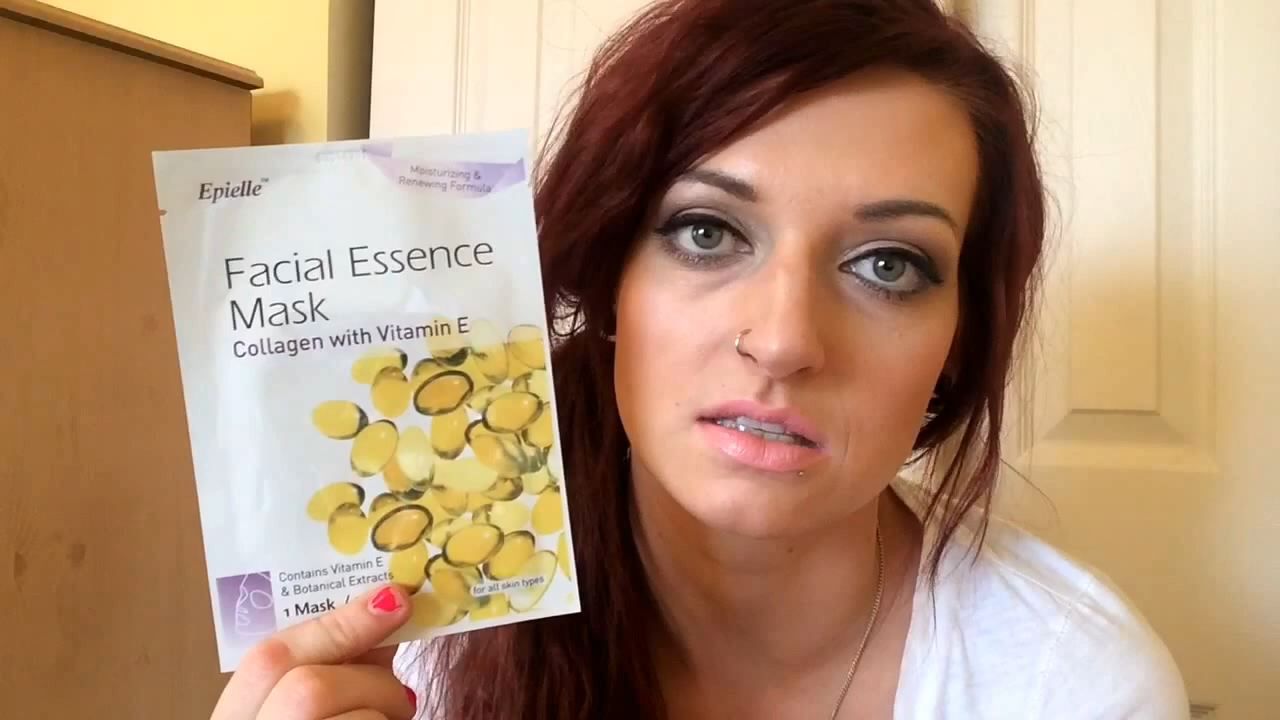 Epielle™
Moisturizing &
Renewing Formula
Facial Essence
Mask
Collagen with Vitamin E
Contains Vitamin E
& Botanical Extracts
1 Mask /
for all skin types